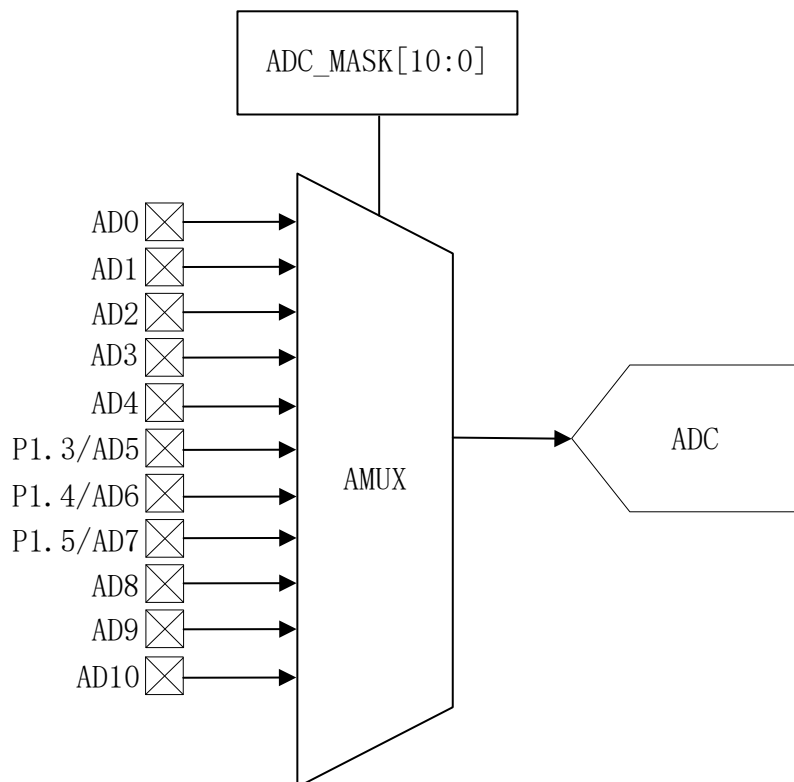 ADC_MASK[10:0]
AD0
AD1
AD2
AD3
AD4
P1.3/AD5
P1.4/AD6
P1.5/AD7
AD8
AD9
AD10
AMUX
ADC